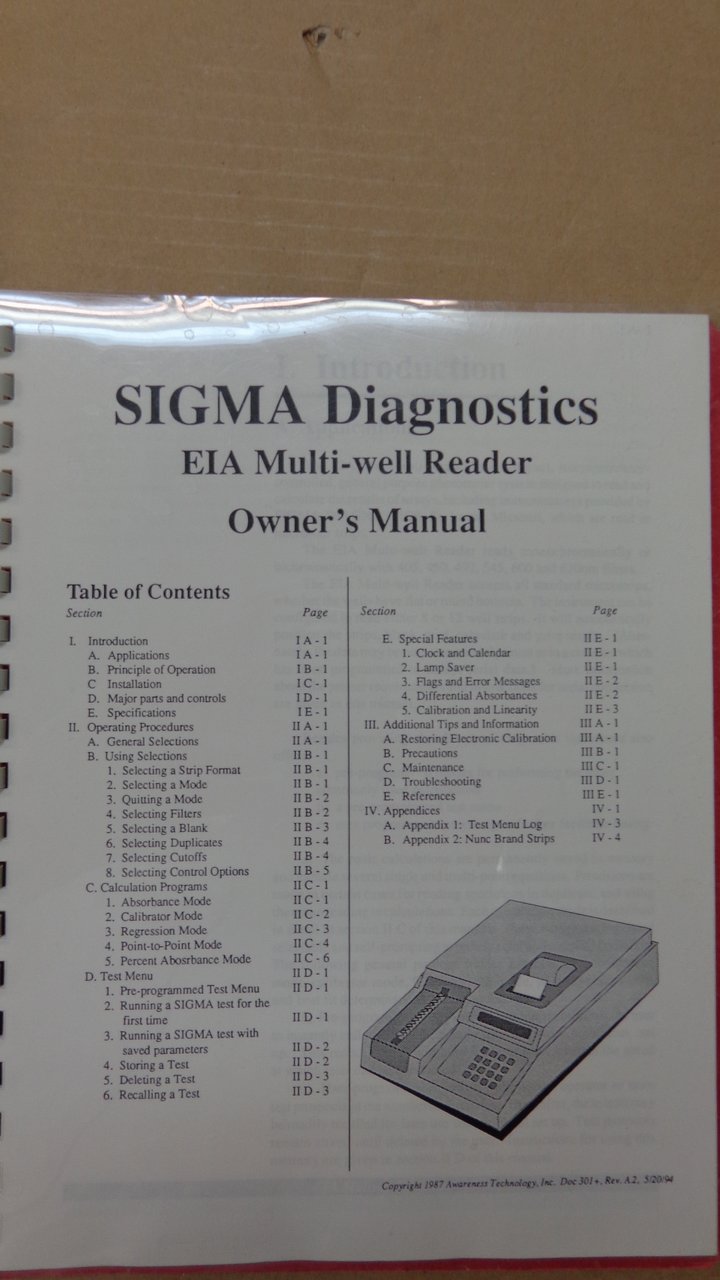 SIGMA Diagnostics
EIA Multi-well Reader
Owner's Manual
Table of Contents
Section Page
I. Introduction I A - 1
A. Applications I A - 1
B. Principle of Operation I B - 1
C Installation I C - 1
D. Major parts and controls I D - 1
E. Specifications I E - 1
II. Operating Procedures II A - 1
A. General Selections II A - 1
B. Using Selections II B - 1
1. Selecting a Strip Format II B - 1
2. Selecting a Mode II B - 1
3. Quitting a Mode II B - 2
4. Selecting Filters II B - 2
5. Selecting a Blank II B - 3
6. Selecting Duplicates II B - 4
7. Selecting Cutoffs II B - 4
8. Selecting Control Options II B - 5
C. Calculation Programs II C - 1
1. Absorbance Mode II C - 1
2. Calibrator Mode II C - 2
3. Regression Mode II C - 3
4. Point-to-Point Mode II C - 4
5. Percent Abosrbance Mode II C - 6
D. Test Menu II D - 1
1. Pre-programmed Test Menu II D - 1
2. Running a SIGMA test for the
first time II D - 1
3. Running a SIGMA test with
saved parameters II D - 2
4. Storing a Test II D - 2
5. Deleting a Test II D - 3
6. Recalling a Test II D - 3
Section Page
E. Special Features II E - 1
1. Clock and Calendar II E - 1
2. Lamp Saver II E - 1
3. Flags and Error Messages II E - 2
4. Differential Absorbances II E - 2
5. Calibration and Linearity II E - 3
III. Additional Tips and Information III A - 1
A. Restoring Electronic Calibration III A - 1
B. Precautions III B - 1
C. Maintenance III C - 1
D. Troubleshooting III D - 1
E. References III E - 1
IV. Appendices IV - 1
A. Appendix 1: Test Menu Log IV - 3
B. Appendix 2: Nunc Brand Strips IV - 4
Copyright 1987 Awareness Technology, Inc. Doc 301+, Rev. A.2, 5/20/94
I. Introduction